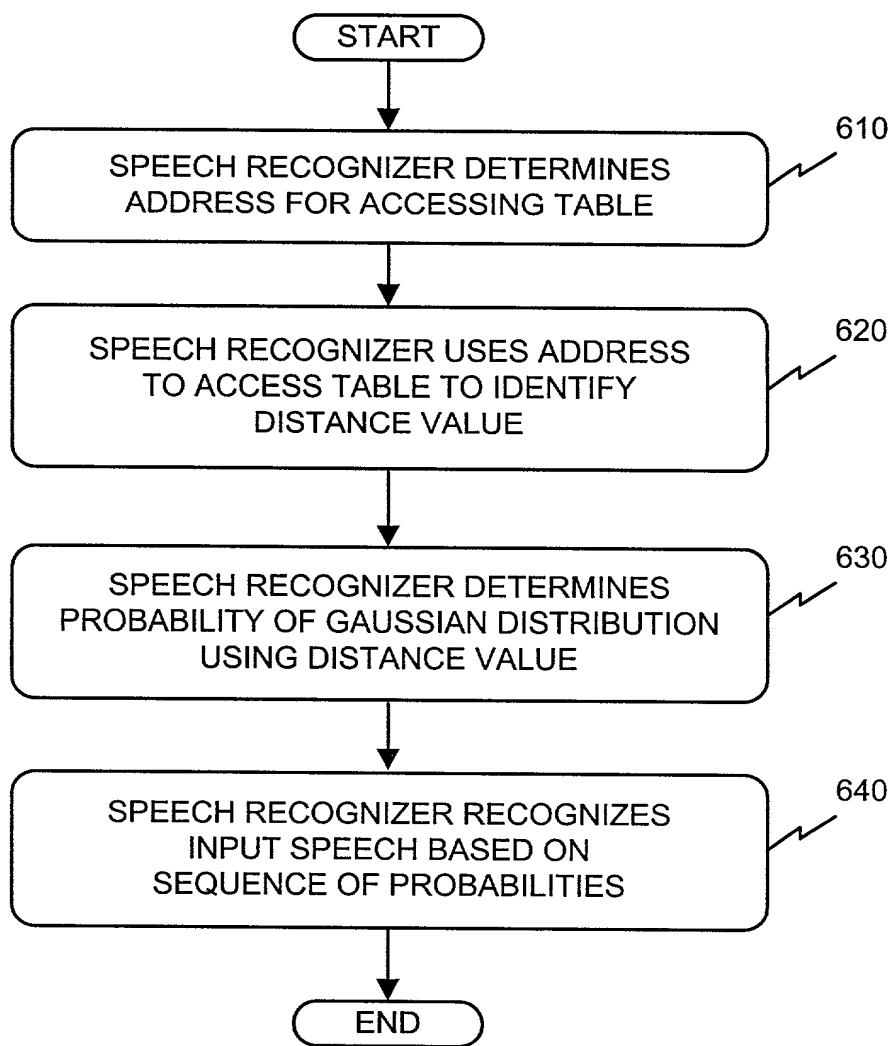 START
610
SPEECH RECOGNIZER DETERMINES
ADDRESS FOR ACCESSING TABLE
620
SPEECH RECOGNIZER USES ADDRESS
TO ACCESS TABLE TO IDENTIFY
DISTANCE VALUE
630
SPEECH RECOGNIZER DETERMINES
PROBABILITY OF GAUSSIAN DISTRIBUTION
USING DISTANCE VALUE
640
SPEECH RECOGNIZER RECOGNIZES
INPUT SPEECH BASED ON
SEQUENCE OF PROBABILITIES
END